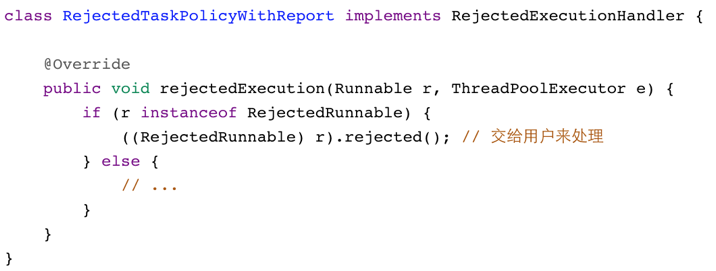 class RejectedTaskPolicyWithReport implements RejectedExecutionHandler {
@Override
public void rejectedExecution(Runnable r, ThreadPoolExecutor e) {
if (r instanceof RejectedRunnable) {
((RejectedRunnable) r).rejected(); // 交给用户来处理
} else {
// ...
}
}
}